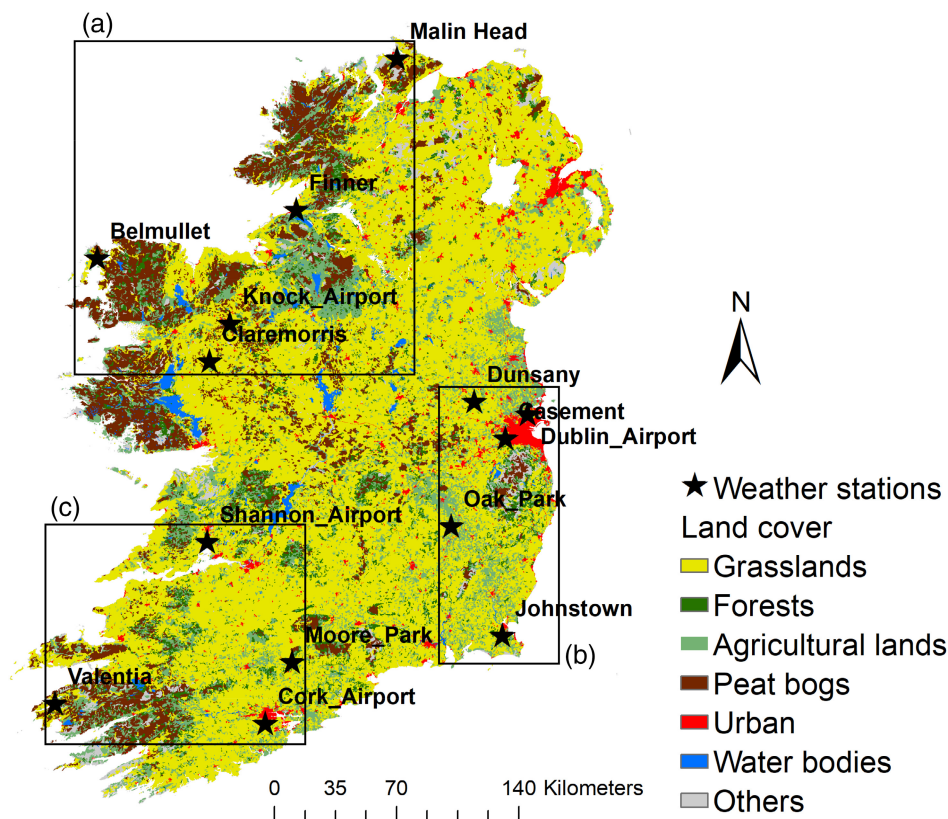 (a)
Malin Head
Finner
Belmullet
Knock_Airport
Claremorris
N
Dunsany
Casement
Dublin_Airport
Oak_Park
(c)
Shannon_Airport
Johnstown
Moore_Park
(b)
Valentia
Cork_Airport
0 35 70 140 Kilometers
Weather stations
Land cover
Grasslands
Forests
Agricultural lands
Peat bogs
Urban
Water bodies
Others